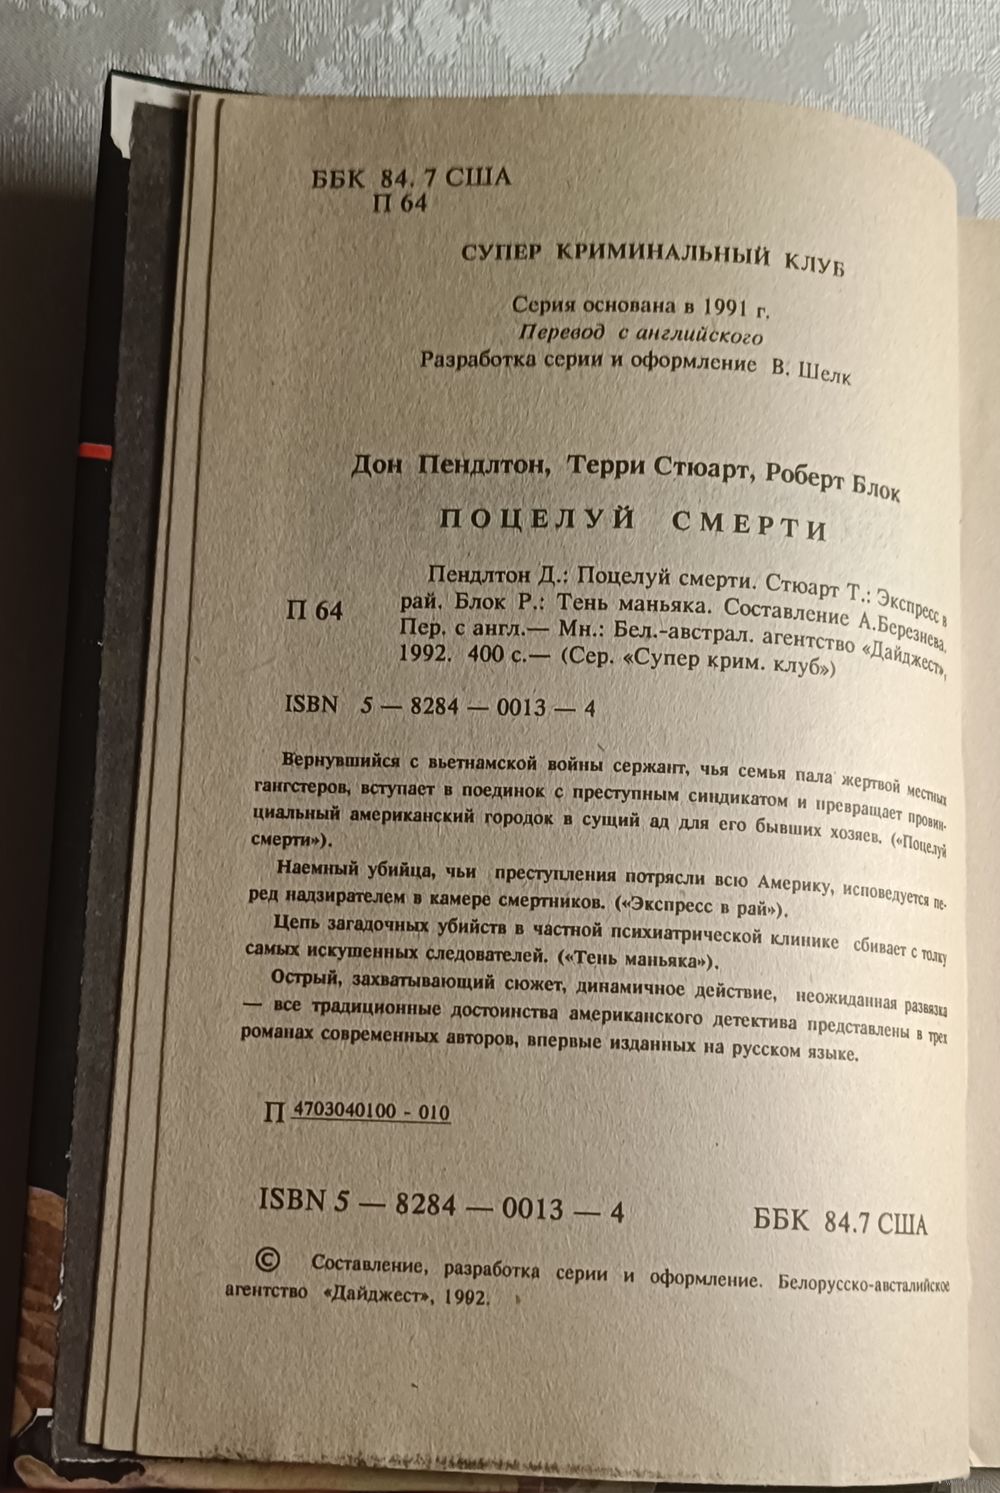 ББК 84. 7 США
П 64
СУПЕР КРИМИНАЛЬНЫЙ КЛУБ
Серия основана в 1991 г.
Перевод с английского
Разработка серии и оформление В. Шелк
Дон Пендлтон, Терри Стюарт, Роберт Блок
ПОЦЕЛУЙ СМЕРТИ
Пендлтон Д.: Поцелуй смерти. Стюарт Т.: Экспресс в
П 64 рай. Блок Р.: Тень маньяка. Составление А.Березнева.
Пер. с англ.— Мн.: Бел.-австрал. агентство «Дайджест»,
1992. 400 с.— (Сер. «Супер крим. клуб»)
ISBN 5 — 8284 — 0013 — 4
Вернувшийся с вьетнамской войны сержант, чья семья пала жертвой местных
гангстеров, вступает в поединок с преступным синдикатом и превращает провин-
циальный американский городок в сущий ад для его бывших хозяев. («Поцелуй
смерти»).
Наемный убийца, чьи преступления потрясли всю Америку, исповедуется пе-
ред надзирателем в камере смертников. («Экспресс в рай»).
Цепь загадочных убийств в частной психиатрической клинике сбивает с толку
самых искушенных следователей. («Тень маньяка»).
Острый, захватывающий сюжет, динамичное действие, неожиданная развязка
— все традиционные достоинства американского детектива представлены в трех
романах современных авторов, впервые изданных на русском языке.
П 4703040100 - 010
ISBN 5 — 8284 — 0013 — 4
ББК 84.7 США
© Составление, разработка серии и оформление. Белорусско-австалийское
агентство «Дайджест», 1992.